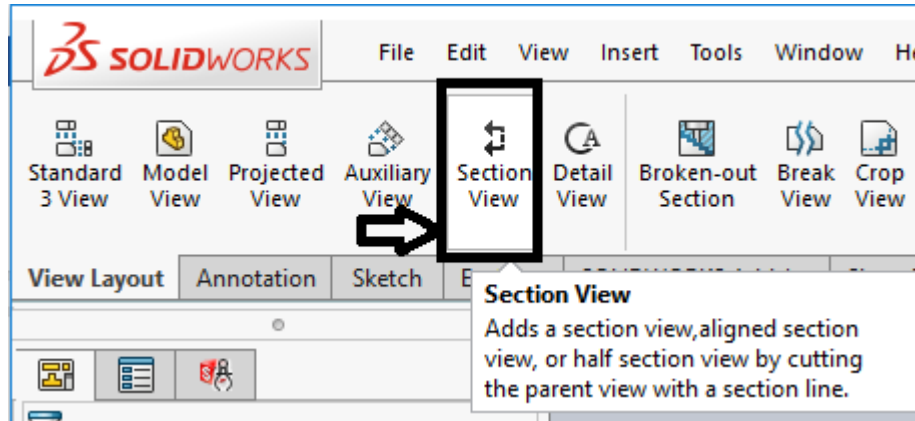 SOLIDWORKS File Edit View Insert Tools Window
Standard 3 View
Model View
Projected View
Auxiliary View
Section View
Detail View
Broken-out Section
Break View
Crop View
View Layout Annotation Sketch
Section View
Adds a section view,aligned section
view, or half section view by cutting
the parent view with a section line.